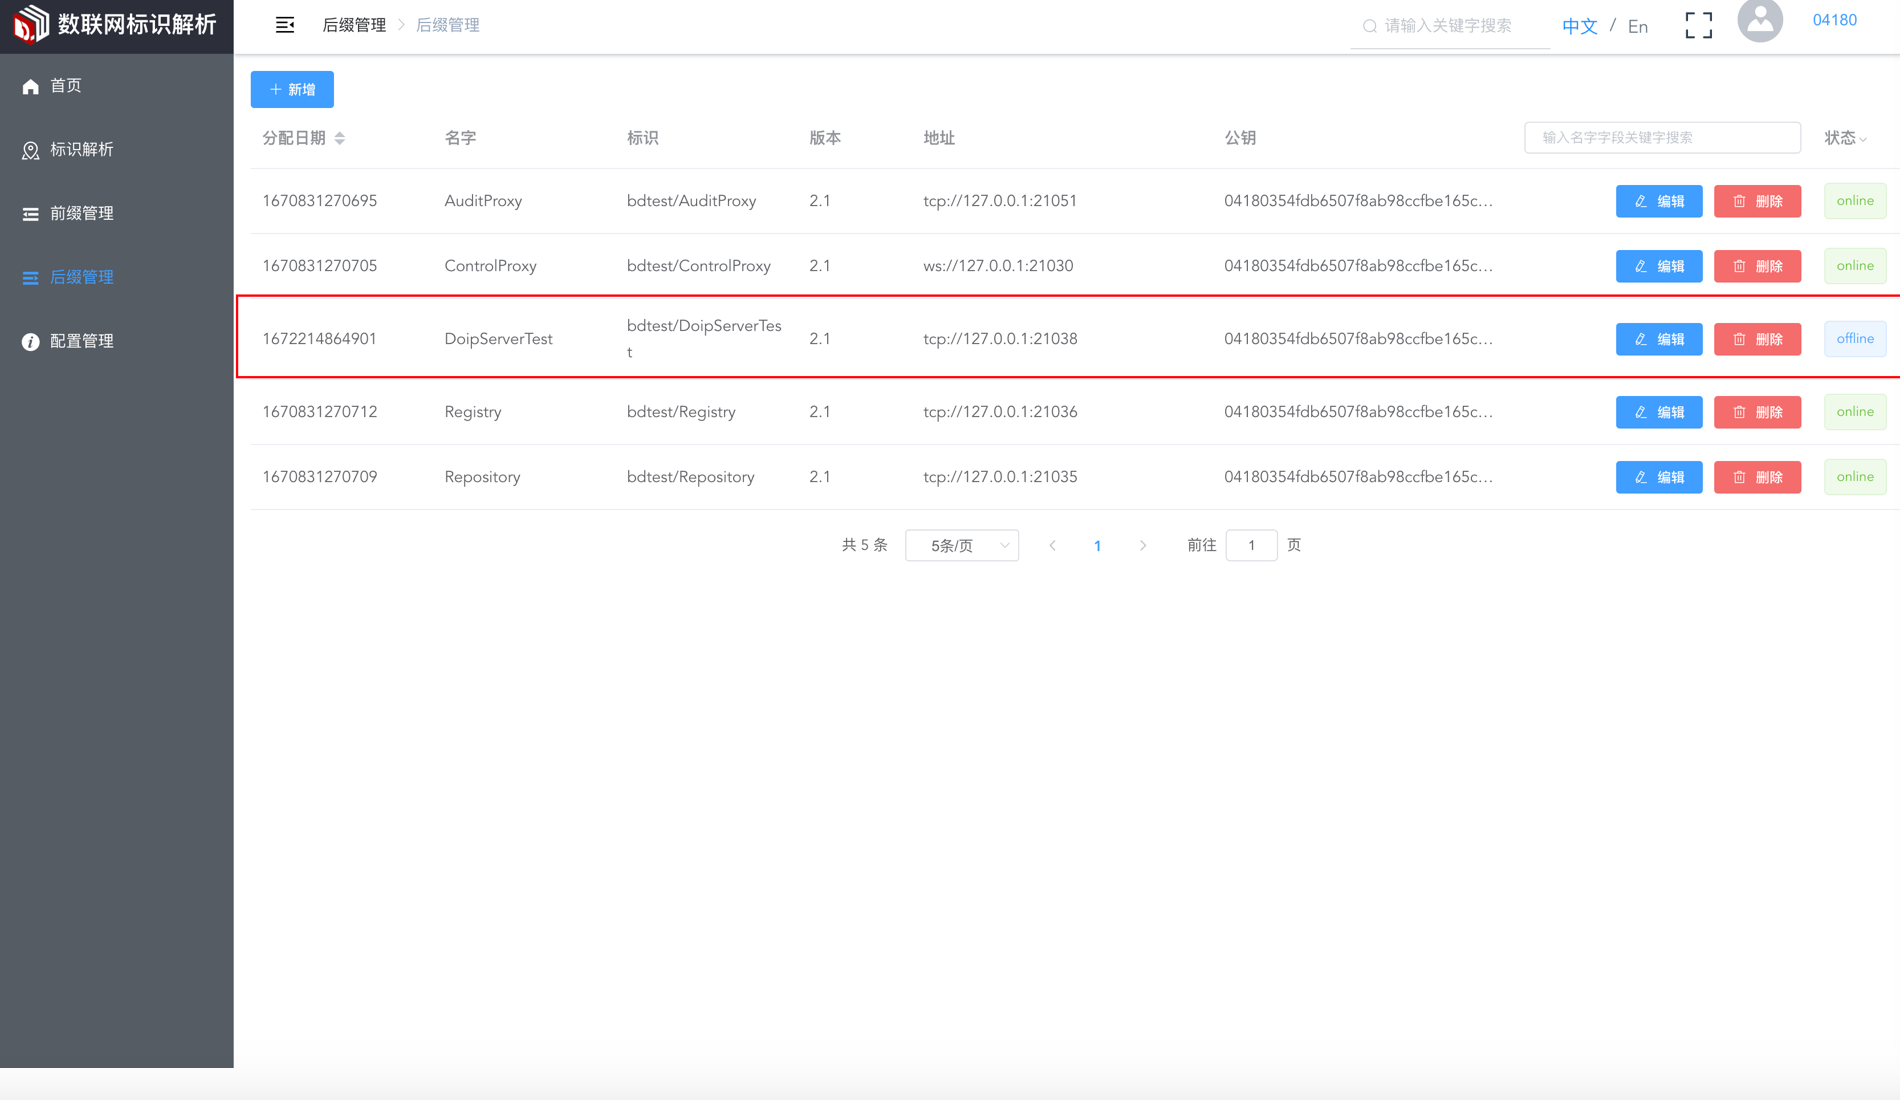 数联网标识解析
后缀管理 > 后缀管理
请输入关键字搜索
中文 / En
04180
首页
标识解析
前缀管理
后缀管理
配置管理
+ 新增
分配日期 名字 标识 版本 地址 公钥 输入名字字段关键字搜索 状态
1670831270695 AuditProxy bdtest/AuditProxy 2.1 tcp://127.0.0.1:21051 04180354fdb6507f8ab98ccfbe165c... 编辑 删除 online
1670831270705 ControlProxy bdtest/ControlProxy 2.1 ws://127.0.0.1:21030 04180354fdb6507f8ab98ccfbe165c... 编辑 删除 online
1672214864901 DoipServerTest bdtest/DoipServerTes
t 2.1 tcp://127.0.0.1:21038 04180354fdb6507f8ab98ccfbe165c... 编辑 删除 offline
1670831270712 Registry bdtest/Registry 2.1 tcp://127.0.0.1:21036 04180354fdb6507f8ab98ccfbe165c... 编辑 删除 online
1670831270709 Repository bdtest/Repository 2.1 tcp://127.0.0.1:21035 04180354fdb6507f8ab98ccfbe165c... 编辑 删除 online
共 5 条 5条/页 < 1 > 前往 1 页